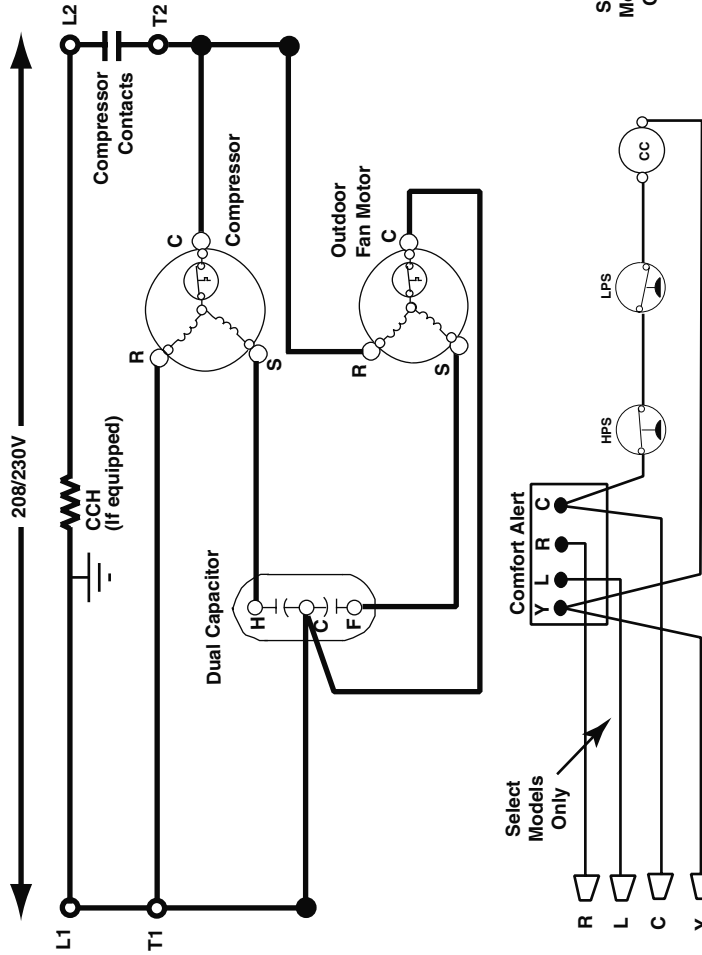 208/230V
L1
L2
CCH
(If equipped)
Compressor
Contacts
T1
T2
R
C
S
Compressor
Dual Capacitor
H
C
F
Outdoor
Fan Motor
R
C
S
Select
Models
Only
Comfort Alert
Y
L
R
C
HPS
LPS
CC
R
L
C
Y